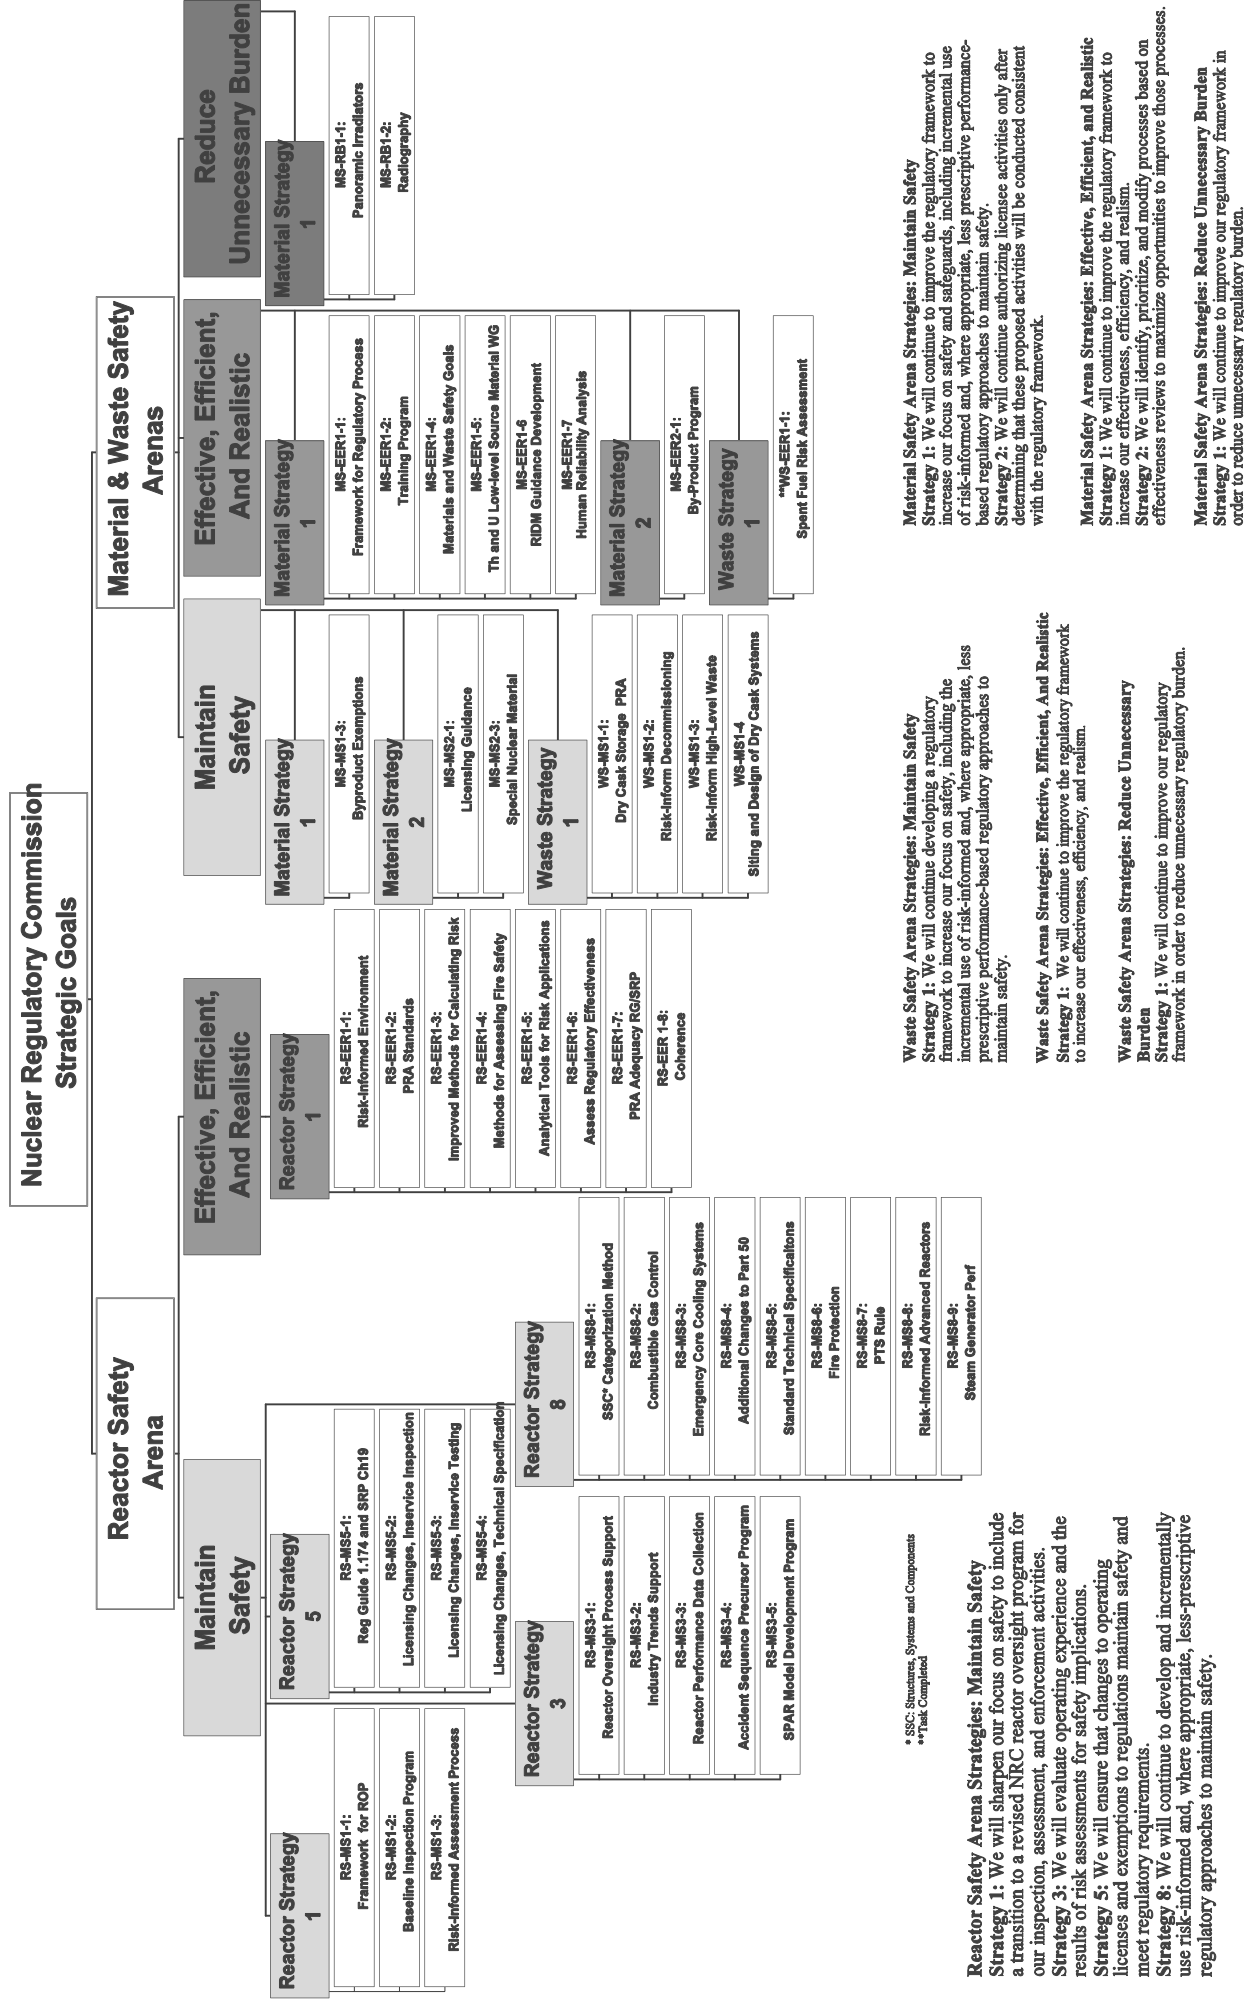 Nuclear Regulatory Commission
Strategic Goals
Reactor Safety
Arena
Maintain
Safety
Reactor Strategy
1
RS-MS1-1:
Framework for ROP
RS-MS1-2:
Baseline Inspection Program
RS-MS1-3:
Risk-Informed Assessment Process
Reactor Strategy
3
RS-MS3-1:
Reactor Oversight Process Support
RS-MS3-2:
Industry Trends Support
RS-MS3-3:
Reactor Performance Data Collection
RS-MS3-4:
Accident Sequence Precursor Program
RS-MS3-5:
SPAR Model Development Program
Reactor Strategy
5
RS-MS5-1:
Reg Guide 1.174 and SRP Ch19
RS-MS5-2:
Licensing Changes, Inservice Inspection
RS-MS5-3:
Licensing Changes, Inservice Testing
RS-MS5-4:
Licensing Changes, Technical Specification
Reactor Strategy
8
RS-MS8-1:
SSC* Categorization Method
RS-MS8-2:
Combustible Gas Control
RS-MS8-3:
Emergency Core Cooling Systems
RS-MS8-4:
Additional Changes to Part 50
RS-MS8-5:
Standard Technical Specificaitons
RS-MS8-6:
Fire Protection
RS-MS8-7:
PTS Rule
RS-MS8-8:
Risk-Informed Advanced Reactors
RS-MS8-9:
Steam Generator Perf
Effective, Efficient,
And Realistic
Reactor Strategy
1
RS-EER1-1:
Risk-Informed Environment
RS-EER1-2:
PRA Standards
RS-EER1-3:
Improved Methods for Calculating Risk
RS-EER1-4:
Methods for Assessing Fire Safety
RS-EER1-5:
Analytical Tools for Risk Applications
RS-EER1-6:
Assess Regulatory Effectiveness
RS-EER1-7:
PRA Adequacy RG/SRP
RS-EER 1-8:
Coherence
Material & Waste Safety
Arenas
Maintain
Safety
Material Strategy
1
MS-MS1-3:
Byproduct Exemptions
Material Strategy
2
MS-MS2-1:
Licensing Guidance
MS-MS2-3:
Special Nuclear Material
Waste Strategy
1
WS-MS1-1:
Dry Cask Storage PRA
WS-MS1-2:
Risk-Inform Decommissioning
WS-MS1-3:
Risk-Inform High-Level Waste
WS-MS1-4
Siting and Design of Dry Cask Systems
Effective, Efficient,
And Realistic
Material Strategy
1
MS-EER1-1:
Framework for Regulatory Process
MS-EER1-2:
Training Program
MS-EER1-4:
Materials and Waste Safety Goals
MS-EER1-5:
Th and U Low-level Source Material WG
MS-EER1-6
RIDM Guidance Development
MS-EER1-7
Human Reliability Analysis
Material Strategy
2
MS-EER2-1:
By-Product Program
Waste Strategy
1
**WS-EER1-1:
Spent Fuel Risk Assessment
Reduce
Unnecessary Burden
Material Strategy
1
MS-RB1-1:
Panoramic Irradiators
MS-RB1-2:
Radiography
* SSC: Structures, Systems and Components
**Task Completed
Reactor Safety Arena Strategies: Maintain Safety
Strategy 1: We will sharpen our focus on safety to include
a transition to a revised NRC reactor oversight program for
our inspection, assessment, and enforcement activities.
Strategy 3: We will evaluate operating experience and the
results of risk assessments for safety implications.
Strategy 5: We will ensure that changes to operating
licenses and exemptions to regulations maintain safety and
meet regulatory requirements.
Strategy 8: We will continue to develop and incrementally
use risk-informed and, where appropriate, less-prescriptive
regulatory approaches to maintain safety.
Waste Safety Arena Strategies: Maintain Safety
Strategy 1: We will continue developing a regulatory
framework to increase our focus on safety, including the
incremental use of risk-informed and, where appropriate, less
prescriptive performance-based regulatory approaches to
maintain safety.
Waste Safety Arena Strategies: Effective, Efficient, And Realistic
Strategy 1: We will continue to improve the regulatory framework
to increase our effectiveness, efficiency, and realism.
Waste Safety Arena Strategies: Reduce Unnecessary
Burden
Strategy 1: We will continue to improve our regulatory
framework in order to reduce unnecessary regulatory burden.
Material Safety Arena Strategies: Maintain Safety
Strategy 1: We will continue to improve the regulatory framework to
increase our focus on safety and safeguards, including incremental use
of risk-informed and, where appropriate, less prescriptive performance-
based regulatory approaches to maintain safety.
Strategy 2: We will continue authorizing licensee activities only after
determining that these proposed activities will be conducted consistent
with the regulatory framework.
Material Safety Arena Strategies: Effective, Efficient, and Realistic
Strategy 1: We will continue to improve the regulatory framework to
increase our effectiveness, efficiency, and realism.
Strategy 2: We will identify, prioritize, and modify processes based on
effectiveness reviews to maximize opportunities to improve those processes.
Material Safety Arena Strategies: Reduce Unnecessary Burden
Strategy 1: We will continue to improve our regulatory framework in
order to reduce unnecessary regulatory burden.